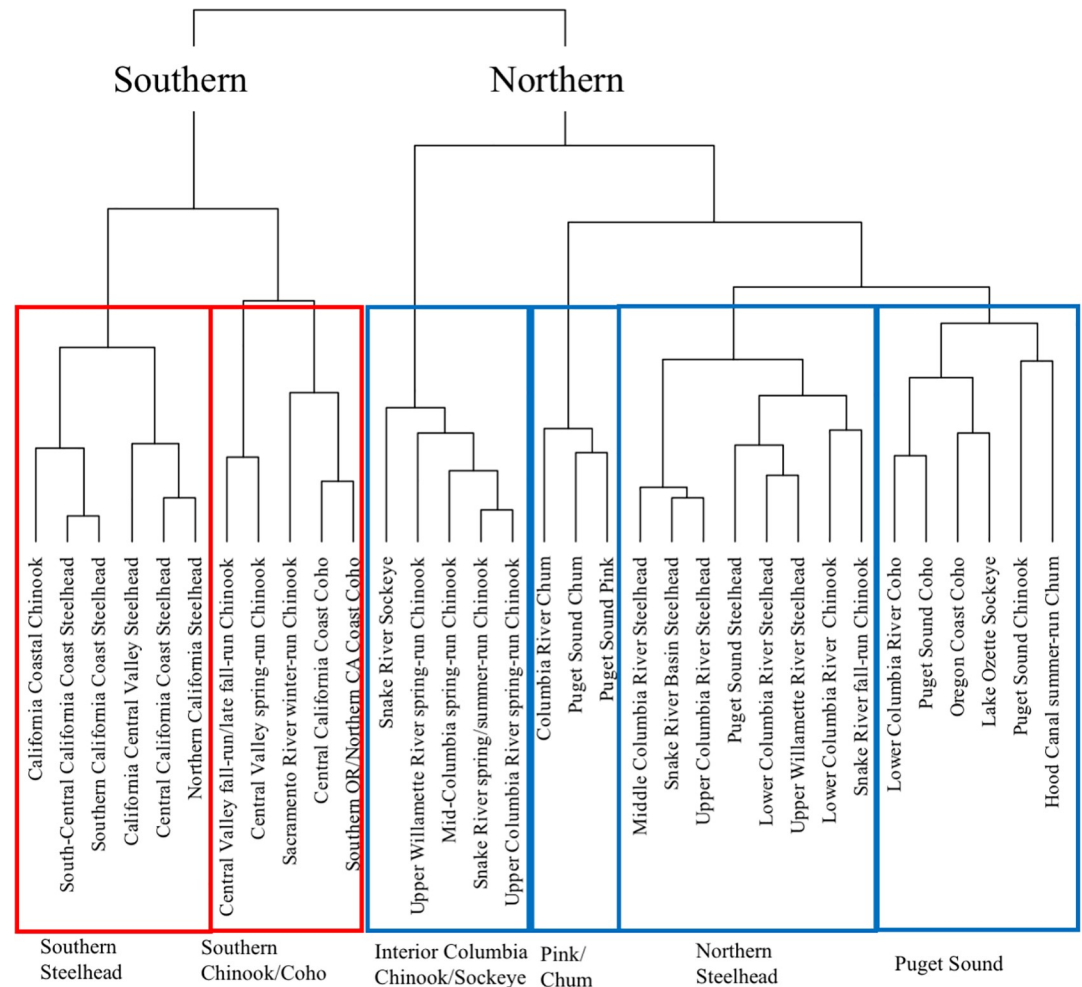 Southern
Northern
California Coastal Chinook
South-Central California Coast Steelhead
Southern California Coast Steelhead
California Central Valley Steelhead
Central California Coast Steelhead
Northern California Steelhead
Central Valley fall-run/late fall-run Chinook
Central Valley spring-run Chinook
Sacramento River winter-run Chinook
Central California Coast Coho
Southern OR/Northern CA Coast Coho
Snake River Sockeye
Upper Willamette River spring-run Chinook
Mid-Columbia spring-run Chinook
Snake River spring/summer-run Chinook
Upper Columbia River spring-run Chinook
Columbia River Chum
Puget Sound Chum
Puget Sound Pink
Middle Columbia River Steelhead
Snake River Basin Steelhead
Upper Columbia River Steelhead
Puget Sound Steelhead
Lower Columbia River Steelhead
Upper Willamette River Steelhead
Lower Columbia River Chinook
Snake River fall-run Chinook
Lower Columbia River Coho
Puget Sound Coho
Oregon Coast Coho
Lake Ozette Sockeye
Puget Sound Chinook
Hood Canal summer-run Chum
Southern
Steelhead
Southern
Chinook/Coho
Interior Columbia
Chinook/Sockeye
Pink/
Chum
Northern
Steelhead
Puget Sound